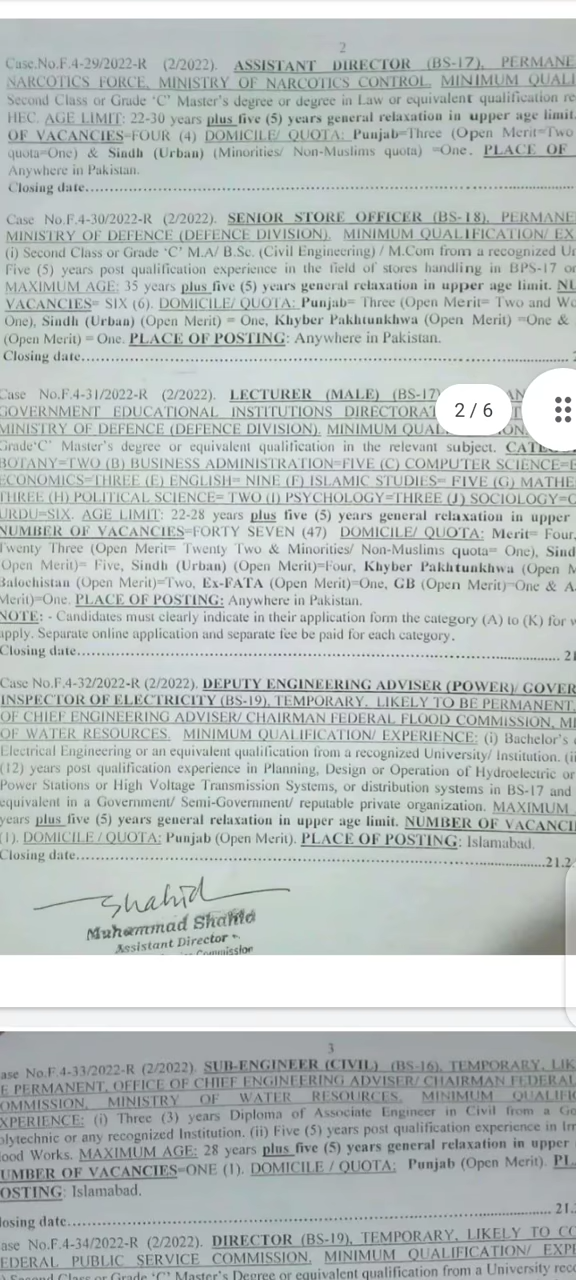 2
Case.No.F.4-29/2022-R (2/2022). ASSISTANT DIRECTOR (BS-17), PERMANE
NARCOTICS FORCE, MINISTRY OF NARCOTICS CONTROL. MINIMUM QUALI
Second Class or Grade ‘C’ Master’s degree or degree in Law or equivalent qualification re
HEC. AGE LIMIT: 22-30 years plus five (5) years general relaxation in upper age limit.
OF VACANCIES=FOUR (4) DOMICILE/ QUOTA: Punjab=Three (Open Merit=Two
quota=One) & Sindh (Urban) (Minorities/ Non-Muslims quota) =One. PLACE OF
Anywhere in Pakistan.
Closing date
Case No.F.4-30/2022-R (2/2022). SENIOR STORE OFFICER (BS-18), PERMANE
MINISTRY OF DEFENCE (DEFENCE DIVISION). MINIMUM QUALIFICATION/ EX
(i) Second Class or Grade ‘C’ M.A/ B.Sc. (Civil Engineering) / M.Com from a recognized Un
Five (5) years post qualification experience in the field of stores handling in BPS-17 or
MAXIMUM AGE: 35 years plus five (5) years general relaxation in upper age limit. NU
VACANCIES= SIX (6). DOMICILE/ QUOTA: Punjab= Three (Open Merit= Two and Wo
One), Sindh (Urban) (Open Merit) = One, Khyber Pakhtunkhwa (Open Merit) =One &
(Open Merit) = One. PLACE OF POSTING: Anywhere in Pakistan.
Closing date
Case No.F.4-31/2022-R (2/2022). LECTURER (MALE) (BS-17)
GOVERNMENT EDUCATIONAL INSTITUTIONS DIRECTORAT
MINISTRY OF DEFENCE (DEFENCE DIVISION). MINIMUM QUAL
2 / 6
Grade‘C’ Master’s degree or equivalent qualification in the relevant subject. CATE
BOTANY=TWO (B) BUSINESS ADMINISTRATION=FIVE (C) COMPUTER SCIENCE=E
ECONOMICS=THREE (E) ENGLISH= NINE (F) ISLAMIC STUDIES= FIVE (G) MATHE
THREE (H) POLITICAL SCIENCE= TWO (I) PSYCHOLOGY=THREE (J) SOCIOLOGY=O
URDU=SIX. AGE LIMIT: 22-28 years plus five (5) years general relaxation in upper
NUMBER OF VACANCIES=FORTY SEVEN (47) DOMICILE/ QUOTA: Merit= Four,
Twenty Three (Open Merit= Twenty Two & Minorities/ Non-Muslims quota= One), Sind
(Open Merit)= Five, Sindh (Urban) (Open Merit)=Four, Khyber Pakhtunkhwa (Open M
Balochistan (Open Merit)=Two, Ex-FATA (Open Merit)=One, GB (Open Merit)=One & A
Merit)=One. PLACE OF POSTING: Anywhere in Pakistan.
NOTE: - Candidates must clearly indicate in their application form the category (A) to (K) for w
apply. Separate online application and separate fee be paid for each category.
Closing date 21
Case No.F.4-32/2022-R (2/2022). DEPUTY ENGINEERING ADVISER (POWER)/ GOVER
INSPECTOR OF ELECTRICITY (BS-19), TEMPORARY. LIKELY TO BE PERMANENT,
OF CHIEF ENGINEERING ADVISER/ CHAIRMAN FEDERAL FLOOD COMMISSION, MI
OF WATER RESOURCES. MINIMUM QUALIFICATION/ EXPERIENCE: (i) Bachelor’s
Electrical Engineering or an equivalent qualification from a recognized University/ Institution. (ii
(12) years post qualification experience in Planning, Design or Operation of Hydroelectric or
Power Stations or High Voltage Transmission Systems, or distribution systems in BS-17 and
equivalent in a Government/ Semi-Government/ reputable private organization. MAXIMUM
years plus five (5) years general relaxation in upper age limit. NUMBER OF VACANCI
(1). DOMICILE / QUOTA: Punjab (Open Merit). PLACE OF POSTING: Islamabad.
Closing date 21.2
Shahid
Muhammad Shahid
Assistant Director
Commission
3
ase No.F.4-33/2022-R (2/2022). SUB-ENGINEER (CIVIL) (BS-16), TEMPORARY, LIK
E PERMANENT, OFFICE OF CHIEF ENGINEERING ADVISER/ CHAIRMAN FEDERAL
OMMISSION, MINISTRY OF WATER RESOURCES. MINIMUM QUALIFIC
XPERIENCE: (i) Three (3) years Diploma of Associate Engineer in Civil from a Go
olytechnic or any recognized Institution. (ii) Five (5) years post qualification experience in Irr
lood Works. MAXIMUM AGE: 28 years plus five (5) years general relaxation in upper
UMBER OF VACANCIES=ONE (1). DOMICILE / QUOTA: Punjab (Open Merit). PL
OSTING: Islamabad.
losing date 21.
ase No.F.4-34/2022-R (2/2022). DIRECTOR (BS-19), TEMPORARY, LIKELY TO CO
EDERAL PUBLIC SERVICE COMMISSION, MINIMUM QUALIFICATION/ EXPE
Second Class or Grade ‘C’ Master’s Degree or equivalent qualification from a University reco